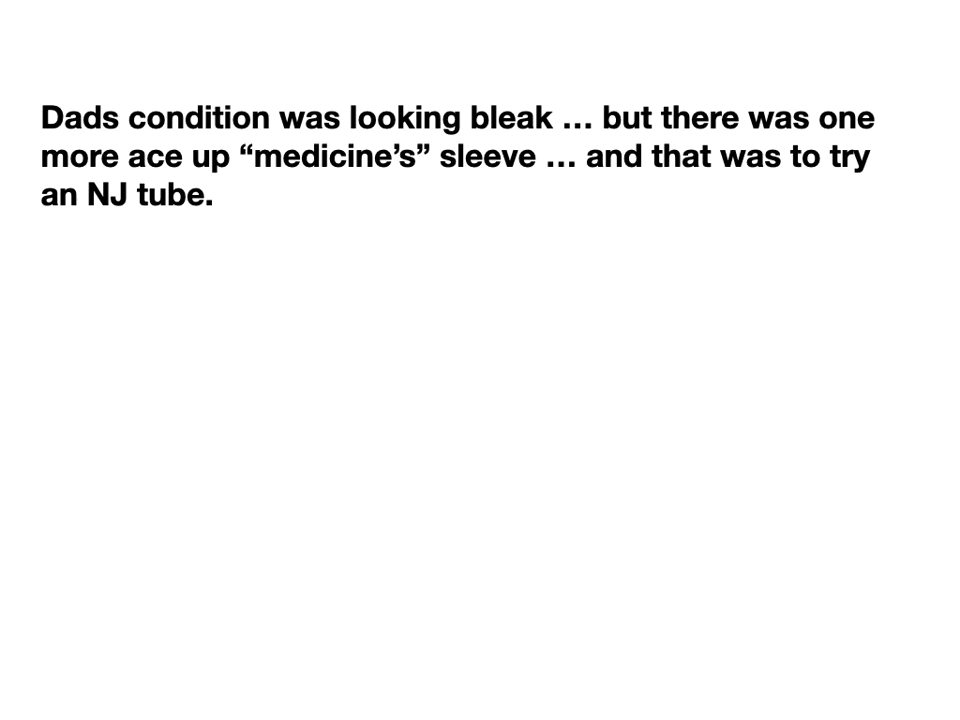 Dads condition was looking bleak … but there was one
more ace up “medicine’s” sleeve … and that was to try
an NJ tube.